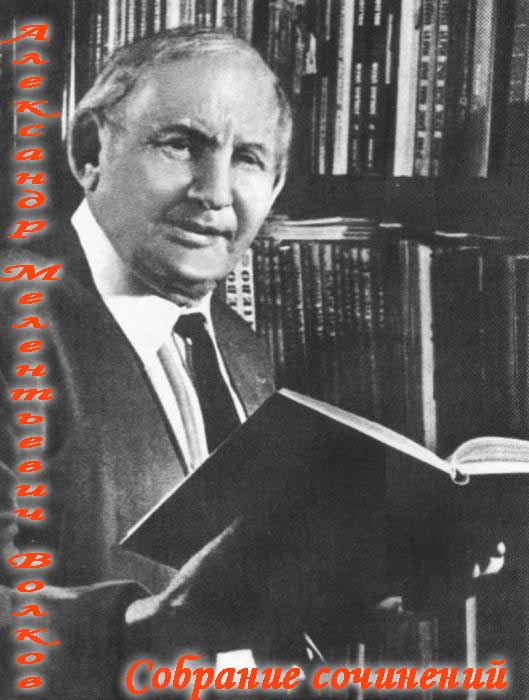 Александр Мелентьевич Волков
Собрание сочинений